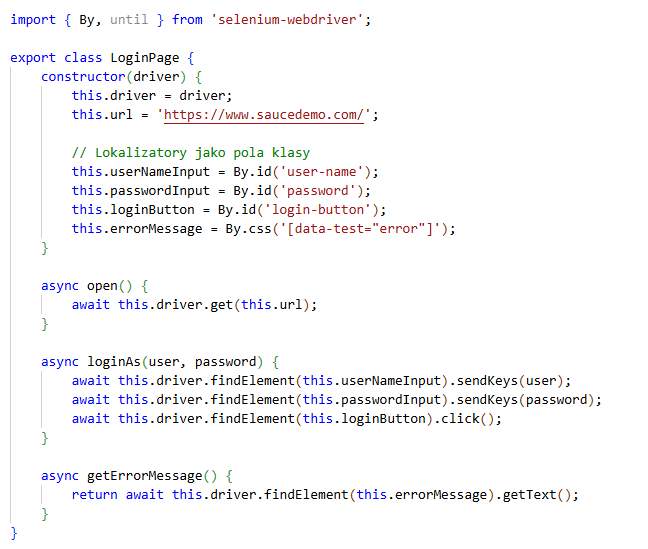 import { By, until } from 'selenium-webdriver';

export class LoginPage {
    constructor(driver) {
        this.driver = driver;
        this.url = 'https://www.saucedemo.com/';

        // Lokalizatory jako pola klasy
        this.userNameInput = By.id('user-name');
        this.passwordInput = By.id('password');
        this.loginButton = By.id('login-button');
        this.errorMessage = By.css('[data-test="error"]');
    }

    async open() {
        await this.driver.get(this.url);
    }

    async loginAs(user, password) {
        await this.driver.findElement(this.userNameInput).sendKeys(user);
        await this.driver.findElement(this.passwordInput).sendKeys(password);
        await this.driver.findElement(this.loginButton).click();
    }

    async getErrorMessage() {
        return await this.driver.findElement(this.errorMessage).getText();
    }
}